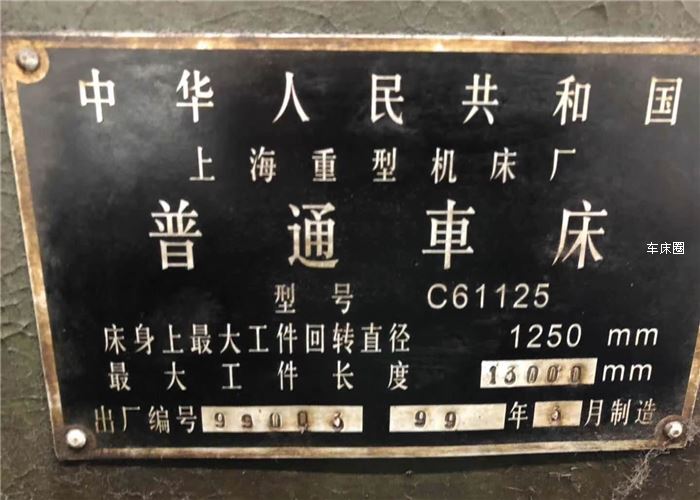 中华人民共和国
上海重型机床厂
普通車床
车床圈
型号 C61125
床身上最大工件回转直径 1250 mm
最大工件长度 13000 mm
出厂编号 99003 99 年 3 月制造